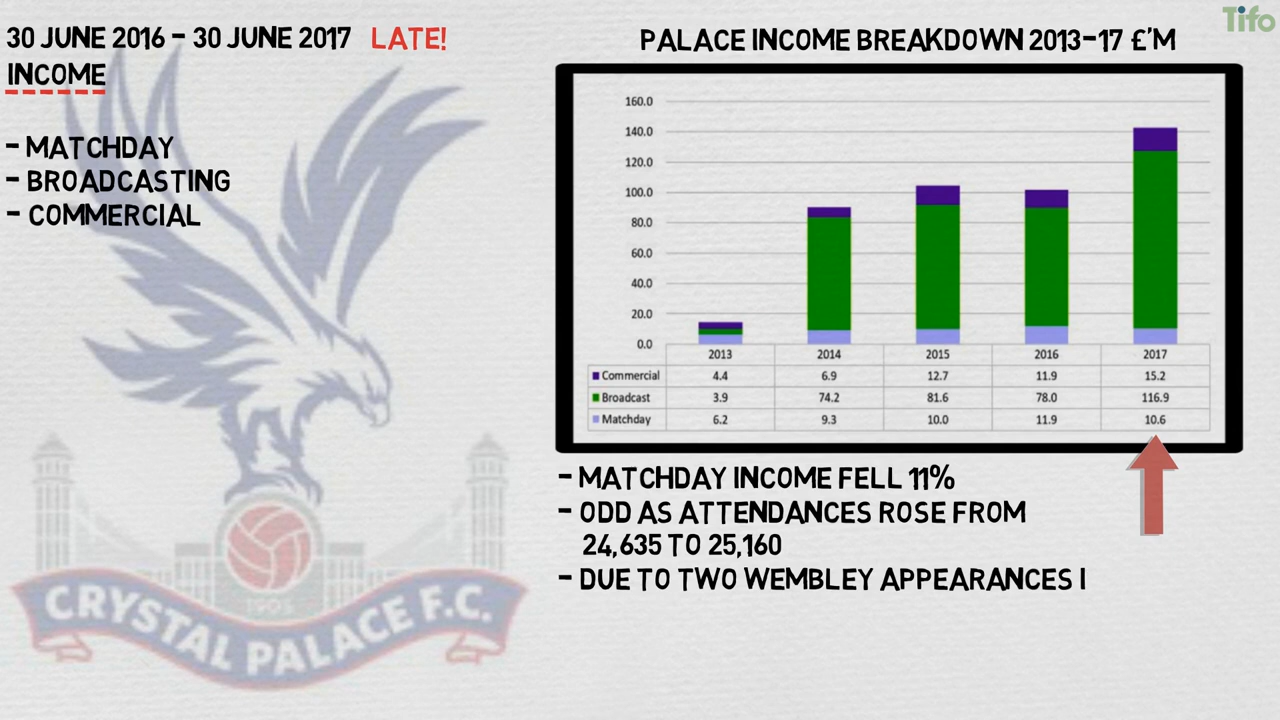 Tifo
30 JUNE 2016 - 30 JUNE 2017 LATE!
INCOME
- MATCHDAY
- BROADCASTING
- COMMERCIAL
PALACE INCOME BREAKDOWN 2013-17 £'M
160.0
140.0
120.0
100.0
80.0
60.0
40.0
20.0
0.0
2013 2014 2015 2016 2017
Commercial 4.4 6.9 12.7 11.9 15.2
Broadcast 3.9 74.2 81.6 78.0 116.9
Matchday 6.2 9.3 10.0 11.9 10.6
- MATCHDAY INCOME FELL 11%
- ODD AS ATTENDANCES ROSE FROM
24,635 TO 25,160
- DUE TO TWO WEMBLEY APPEARANCES I
1905
CRYSTAL PALACE F.C.